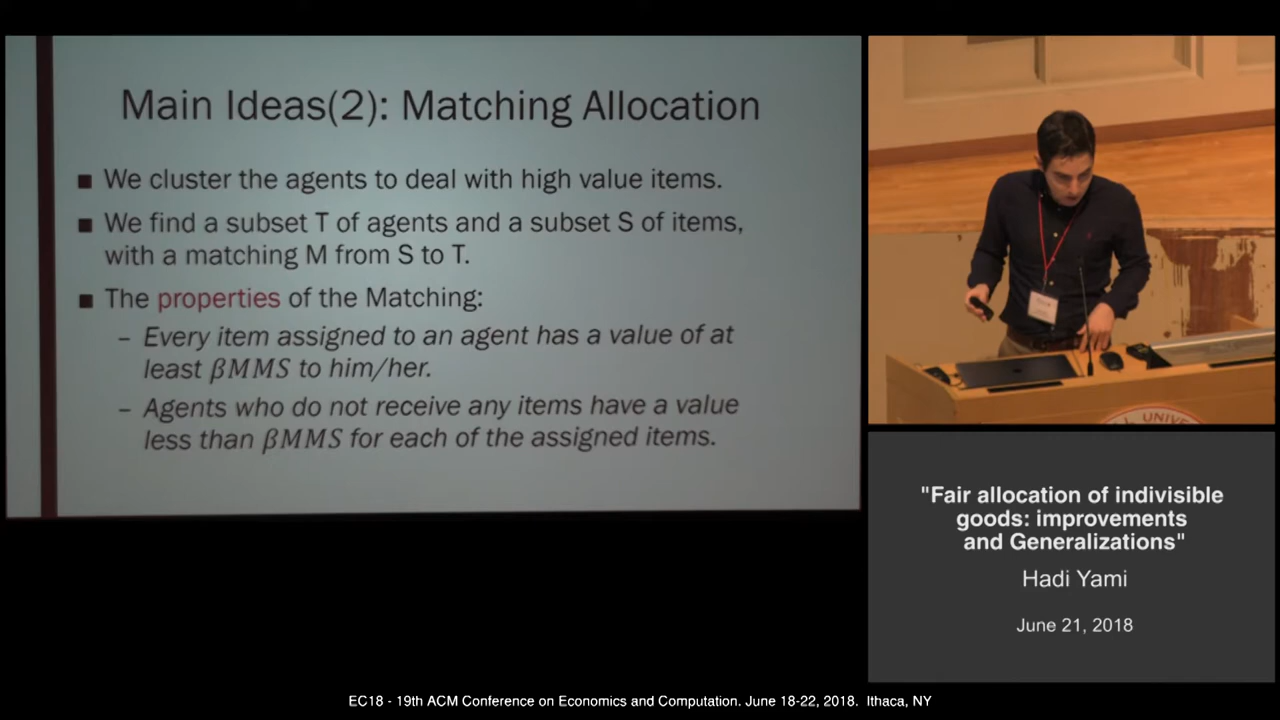 Main Ideas(2): Matching Allocation
■ We cluster the agents to deal with high value items.
■ We find a subset T of agents and a subset S of items,
with a matching M from S to T.
■ The properties of the Matching:
– Every item assigned to an agent has a value of at
least βMMS to him/her.
– Agents who do not receive any items have a value
less than βMMS for each of the assigned items.
"Fair allocation of indivisible
goods: improvements
and Generalizations"
Hadi Yami
June 21, 2018
EC18 - 19th ACM Conference on Economics and Computation. June 18-22, 2018. Ithaca, NY